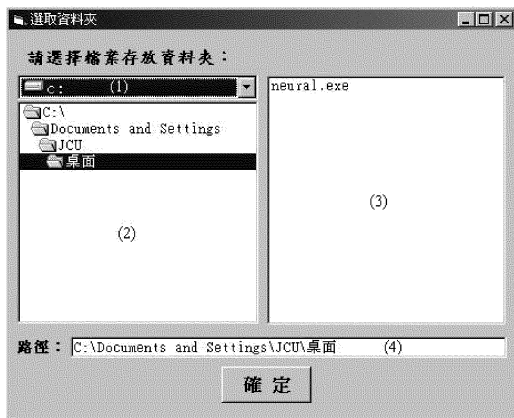 選取資料夾
請選擇檔案存放資料夾：
c: (1)
C:\
Documents and Settings
JCU
桌面
(2)
neural.exe
(3)
路徑： C:\Documents and Settings\JCU\桌面 (4)
確 定